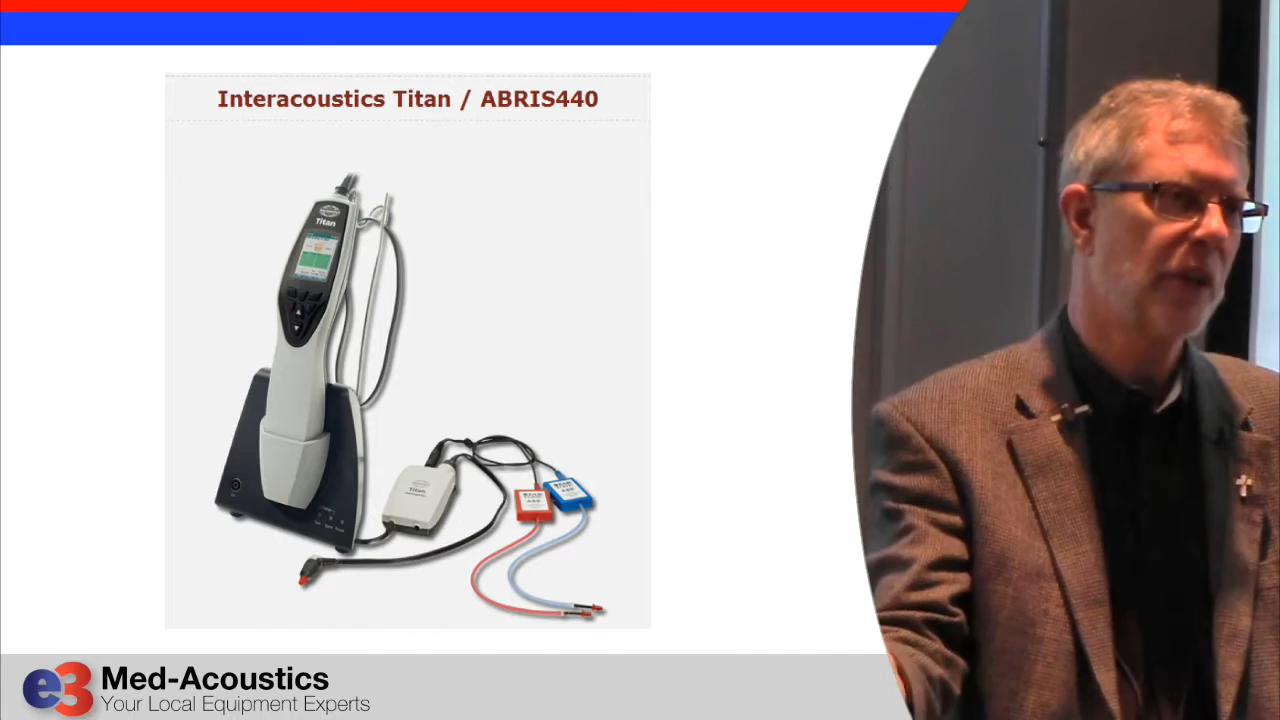 Interacoustics Titan / ABRIS440
Titan
Titan
e3 Med-Acoustics
Your Local Equipment Experts